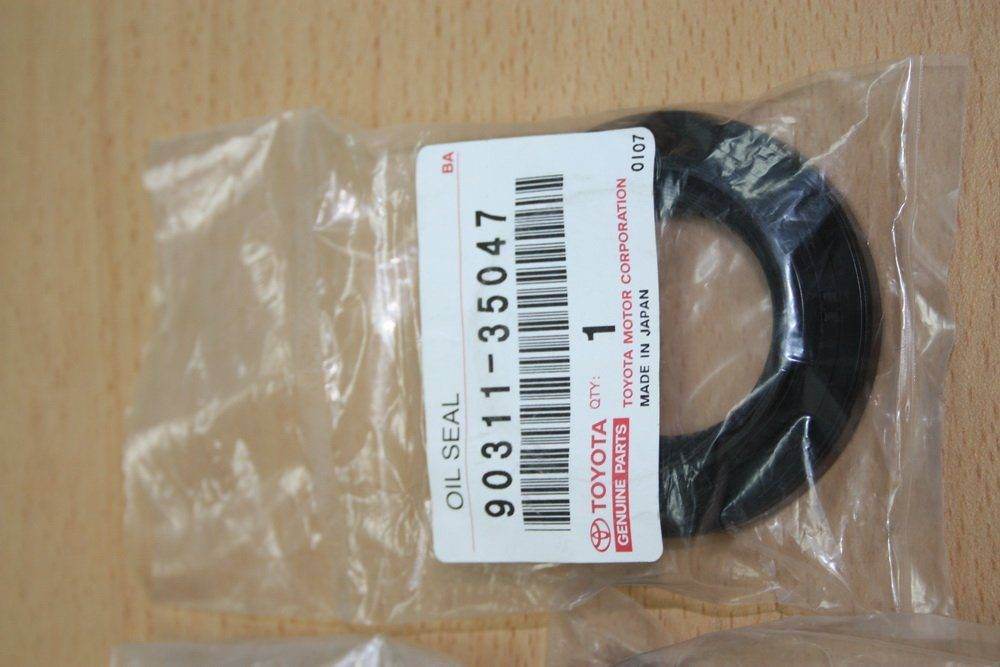 OIL SEAL BA
90311-35047
TOYOTA QTY: 1
GENUINE PARTS TOYOTA MOTOR CORPORATION
MADE IN JAPAN 0107